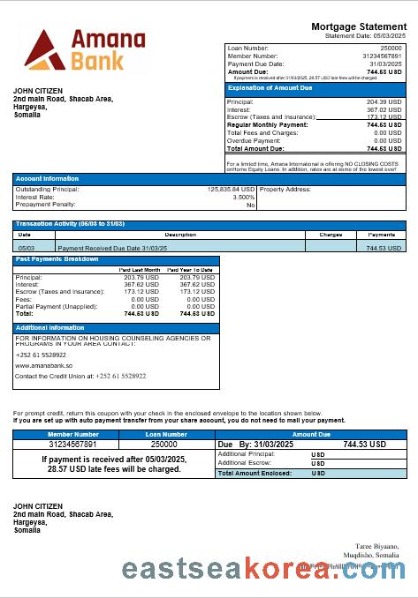 Amana
Bank
Mortgage Statement
Statement Date: 05/03/2025
Loan Number: 250000
Member Number: 31234567891
Payment Due Date: 31/03/2025
Amount Due: 744.53 USD
If payment is received after 31/03/2025, 28.57 USD late fees will be charged.
JOHN CITIZEN
2nd main Road, Shacab Area,
Hargeysa,
Somalia
Explanation of Amount Due
Principal: 204.39 USD
Interest: 367.02 USD
Escrow (Taxes and Insurance): 173.12 USD
Regular Monthly Payment: 744.53 USD
Total Fees and Charges: 0.00 USD
Overdue Payment: 0.00 USD
Total Amount Due: 744.53 USD
For a limited time, Amana International is offering NO CLOSING COSTS
on Home Equity Loans. In addition, rates are at some of the lowest ever!
Account Information
Outstanding Principal: 125,835.84 USD
Interest Rate: 3.500%
Prepayment Penalty: No
Property Address:
Transaction Activity (05/03 to 31/03)
Date Description Charges Payments
05/03 Payment Received Due Date 31/03/25 744.53 USD
Past Payments Breakdown
Paid Last Month Paid Year To Date
Principal: 203.79 USD 203.79 USD
Interest: 367.62 USD 367.62 USD
Escrow (Taxes and Insurance): 173.12 USD 173.12 USD
Fees: 0.00 USD 0.00 USD
Partial Payment (Unapplied): 0.00 USD 0.00 USD
Total: 744.53 USD 744.53 USD
Additional Information
FOR INFORMATION ON HOUSING COUNSELING AGENCIES OR
PROGRAMS IN YOUR AREA CONTACT:
+252 61 5528922
www.amanabank.so
Contact the Credit Union at: +252 61 5528922
For prompt credit, return this coupon with your check in the enclosed envelope to the location shown below.
If you are set up with auto payment transfer from your share account, you do not need to mail your payment.
Member Number Loan Number Amount Due
31234567891 250000 Due By: 31/03/2025 744.53 USD
If payment is received after 05/03/2025,
28.57 USD late fees will be charged.
Additional Principal: USD
Additional Escrow: USD
Total Amount Enclosed: USD
JOHN CITIZEN
2nd main Road, Shacab Area,
Hargeysa,
Somalia
Taree Biyaano,
Muqdisho, Somalia
eastseakorea.com